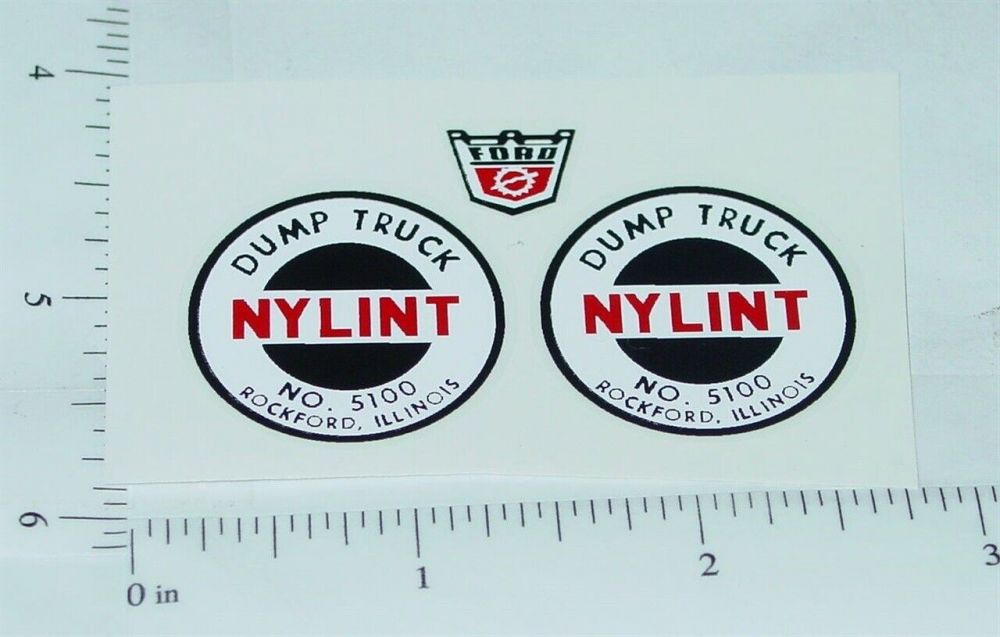 FORD
DUMP TRUCK
NYLINT
NO. 5100
ROCKFORD, ILLINOIS
DUMP TRUCK
NYLINT
NO. 5100
ROCKFORD, ILLINOIS
4
5
6
0 in
1
2
3